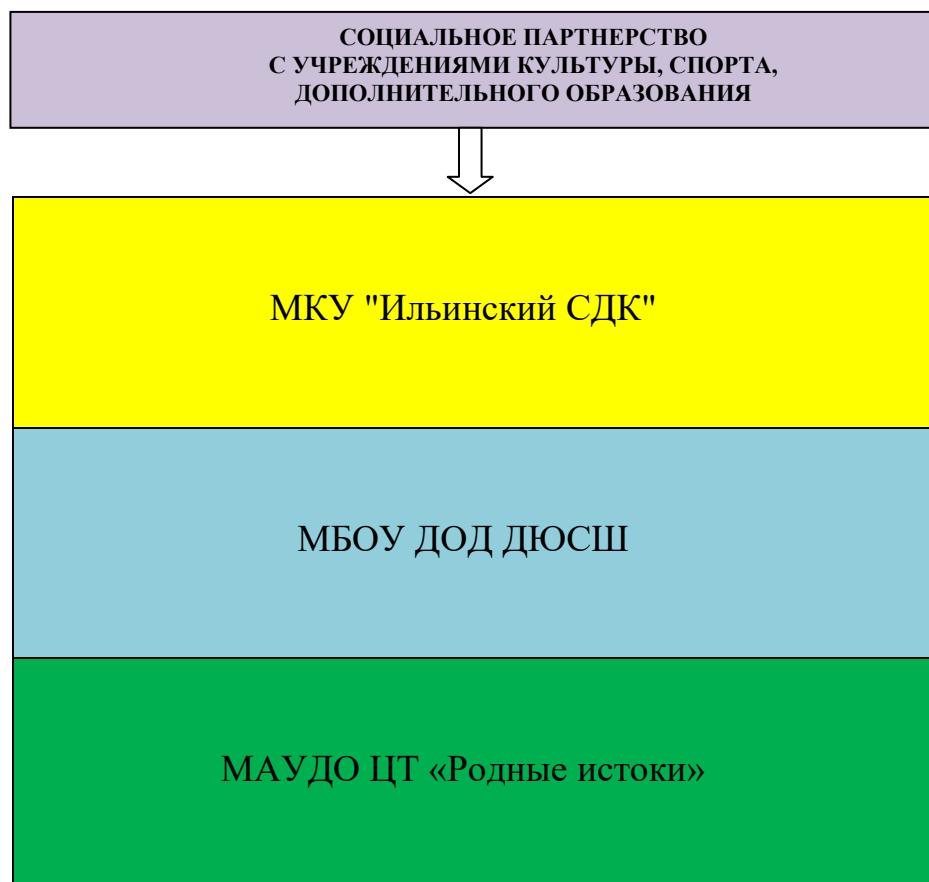 СОЦИАЛЬНОЕ ПАРТНЕРСТВО
С УЧРЕЖДЕНИЯМИ КУЛЬТУРЫ, СПОРТА,
ДОПОЛНИТЕЛЬНОГО ОБРАЗОВАНИЯ
МКУ "Ильинский СДК"
МБОУ ДОД ДЮСШ
МАУДО ЦТ «Родные истоки»